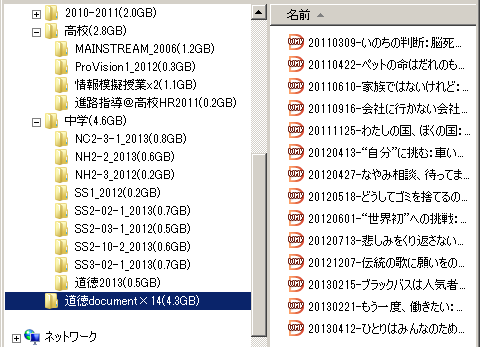 2010-2011(2.0GB)
高校(2.8GB)
MAINSTREAM_2006(1.2GB)
ProVision1_2012(0.3GB)
情報模擬授業x2(1.1GB)
進路指導@高校HR2011(0.2GB)
中学(4.6GB)
NC2-3-1_2013(0.8GB)
NH2-2_2013(0.6GB)
NH2-3_2012(0.2GB)
SS1_2012(0.2GB)
SS2-02-1_2013(0.7GB)
SS2-03-1_2012(0.5GB)
SS2-10-2_2013(0.6GB)
SS3-02-1_2013(0.7GB)
道徳2013(0.5GB)
道徳document×14(4.3GB)
ネットワーク
名前
20110309-いのちの判断:脳死...
20110422-ペットの命はだれのも...
20110610-家族ではないけれど:...
20110916-会社に行かない会社...
20111125-わたしの国、ぼくの国:...
20120413-“自分”に挑む:車い...
20120427-なやみ相談、待ってま...
20120518-どうしてゴミを捨てるの...
20120601-“世界初”への挑戦:...
20120713-悲しみをくり返さない...
20121207-伝統の歌に願いをの...
20130215-ブラックバスは人気者...
20130221-もう一度、働きたい:...
20130412-ひとりはみんなのため...